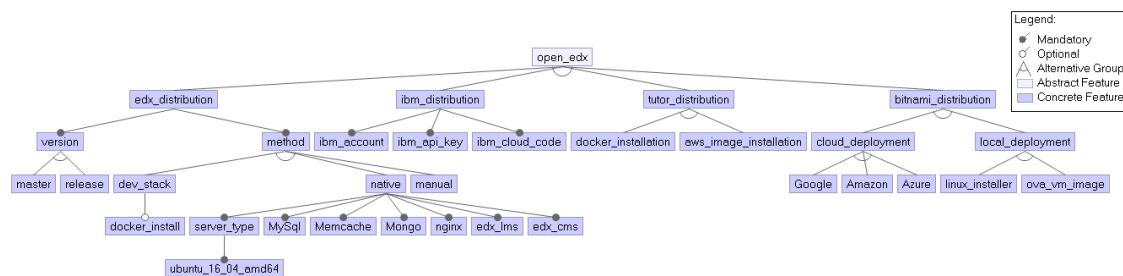 Legend:
Mandatory
Optional
Alternative Group
Abstract Feature
Concrete Feature
open_edx
edx_distribution
ibm_distribution
tutor_distribution
bitnami_distribution
version
method
ibm_account
ibm_api_key
ibm_cloud_code
docker_installation
aws_image_installation
cloud_deployment
local_deployment
master
release
dev_stack
native
manual
Google
Amazon
Azure
linux_installer
ova_vm_image
docker_install
server_type
MySql
Memcache
Mongo
nginx
edx_lms
edx_cms
ubuntu_16_04_amd64